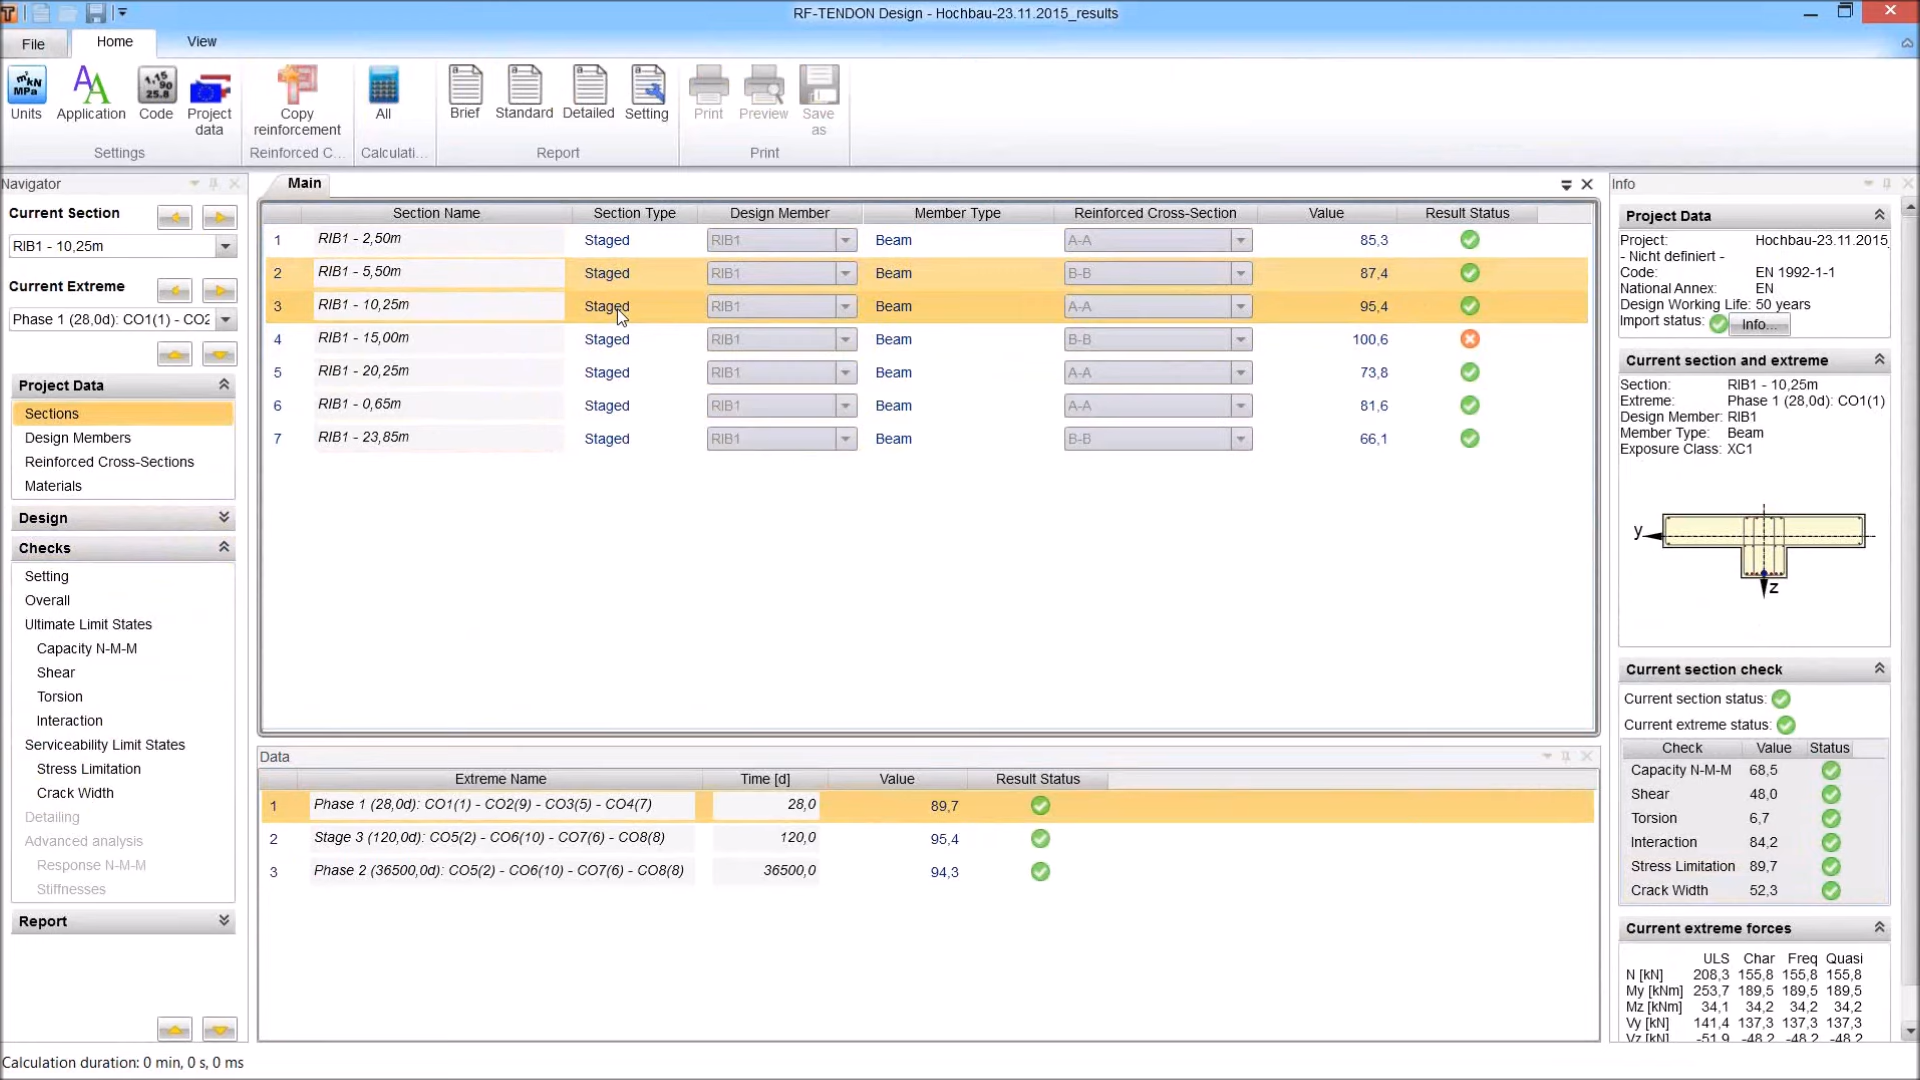 RF-TENDON Design - Hochbau-23.11.2015_results
File
Home
View
Units
Application
Code
Project data
Settings
Copy reinforcement
Reinforced C...
All
Calculati...
Brief
Standard
Detailed
Setting
Report
Print
Preview
Save as
Print
Navigator
Current Section
RIB1 - 10,25m
Current Extreme
Phase 1 (28,0d): CO1(1) - CO2
Project Data
Sections
Design Members
Reinforced Cross-Sections
Materials
Design
Checks
Setting
Overall
Ultimate Limit States
Capacity N-M-M
Shear
Torsion
Interaction
Serviceability Limit States
Stress Limitation
Crack Width
Detailing
Advanced analysis
Response N-M-M
Stiffnesses
Report
Main
Section Name Section Type Design Member Member Type Reinforced Cross-Section Value Result Status
1 RIB1 - 2,50m Staged RIB1 Beam A-A 85,3
2 RIB1 - 5,50m Staged RIB1 Beam B-B 87,4
3 RIB1 - 10,25m Staged RIB1 Beam A-A 95,4
4 RIB1 - 15,00m Staged RIB1 Beam B-B 100,6
5 RIB1 - 20,25m Staged RIB1 Beam A-A 73,8
6 RIB1 - 0,65m Staged RIB1 Beam A-A 81,6
7 RIB1 - 23,85m Staged RIB1 Beam B-B 66,1
Data
Extreme Name Time [d] Value Result Status
1 Phase 1 (28,0d): CO1(1) - CO2(9) - CO3(5) - CO4(7) 28,0 89,7
2 Stage 3 (120,0d): CO5(2) - CO6(10) - CO7(6) - CO8(8) 120,0 95,4
3 Phase 2 (36500,0d): CO5(2) - CO6(10) - CO7(6) - CO8(8) 36500,0 94,3
Info
Project Data
Project: Hochbau-23.11.2015
- Nicht definiert -
Code: EN 1992-1-1
National Annex: EN
Design Working Life: 50 years
Import status: Info...
Current section and extreme
Section: RIB1 - 10,25m
Extreme: Phase 1 (28,0d): CO1(1)
Design Member: RIB1
Member Type: Beam
Exposure Class: XC1
y
z
Current section check
Current section status:
Current extreme status:
Check Value Status
Capacity N-M-M 68,5
Shear 48,0
Torsion 6,7
Interaction 84,2
Stress Limitation 89,7
Crack Width 52,3
Current extreme forces
ULS Char Freq Quasi
N [kN] 208,3 155,8 155,8 155,8
My [kNm] 253,7 189,5 189,5 189,5
Mz [kNm] 34,1 34,2 34,2 34,2
Vy [kN] 141,4 137,3 137,3 137,3
Vz [kN] -51,9 -48,2 -48,2 -48,2
Calculation duration: 0 min, 0 s, 0 ms